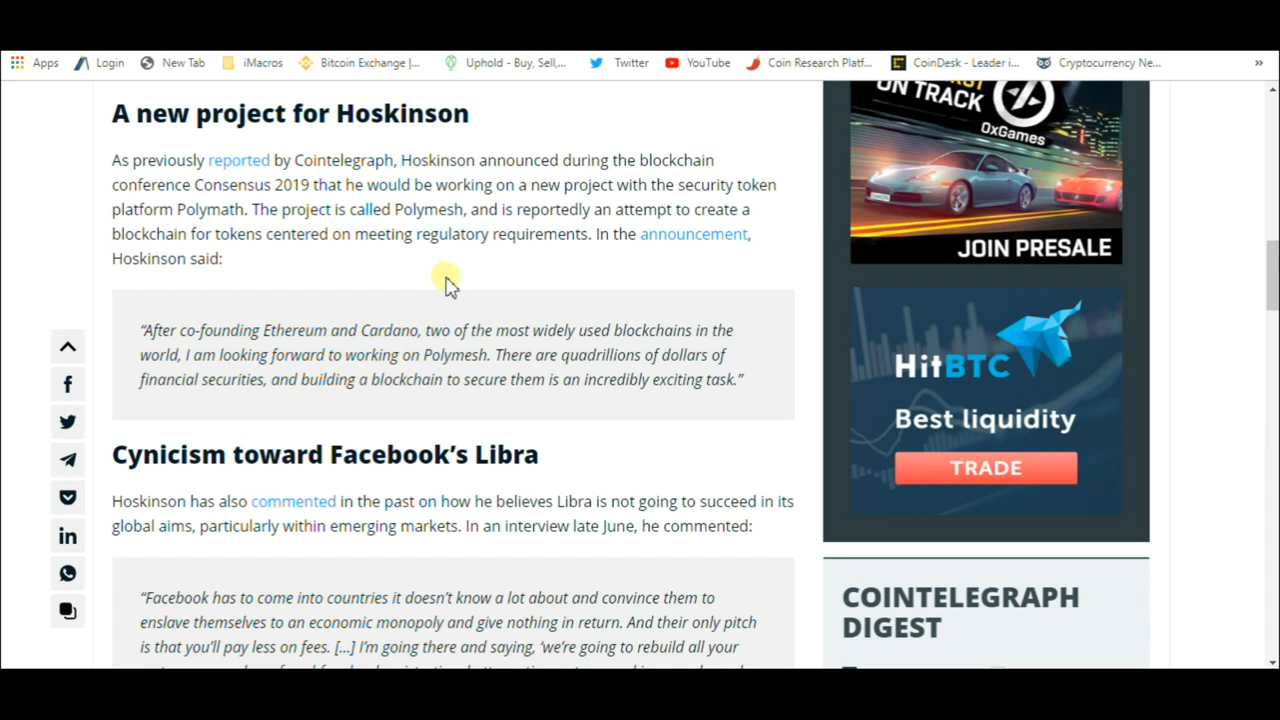 Apps
Login
New Tab
iMacros
Bitcoin Exchange |...
Uphold - Buy, Sell,...
Twitter
YouTube
Coin Research Platf...
CoinDesk - Leader i...
Cryptocurrency Ne...
»
A new project for Hoskinson
As previously reported by Cointelegraph, Hoskinson announced during the blockchain
conference Consensus 2019 that he would be working on a new project with the security token
platform Polymath. The project is called Polymesh, and is reportedly an attempt to create a
blockchain for tokens centered on meeting regulatory requirements. In the announcement,
Hoskinson said:
“After co-founding Ethereum and Cardano, two of the most widely used blockchains in the
world, I am looking forward to working on Polymesh. There are quadrillions of dollars of
financial securities, and building a blockchain to secure them is an incredibly exciting task.”
Cynicism toward Facebook’s Libra
Hoskinson has also commented in the past on how he believes Libra is not going to succeed in its
global aims, particularly within emerging markets. In an interview late June, he commented:
“Facebook has to come into countries it doesn’t know a lot about and convince them to
enslave themselves to an economic monopoly and give nothing in return. And their only pitch
is that you’ll pay less on fees. […] I’m going there and saying, ‘we’re going to rebuild all your
ON TRACK
0xGames
JOIN PRESALE
HitBTC
Best liquidity
TRADE
COINTELEGRAPH
DIGEST